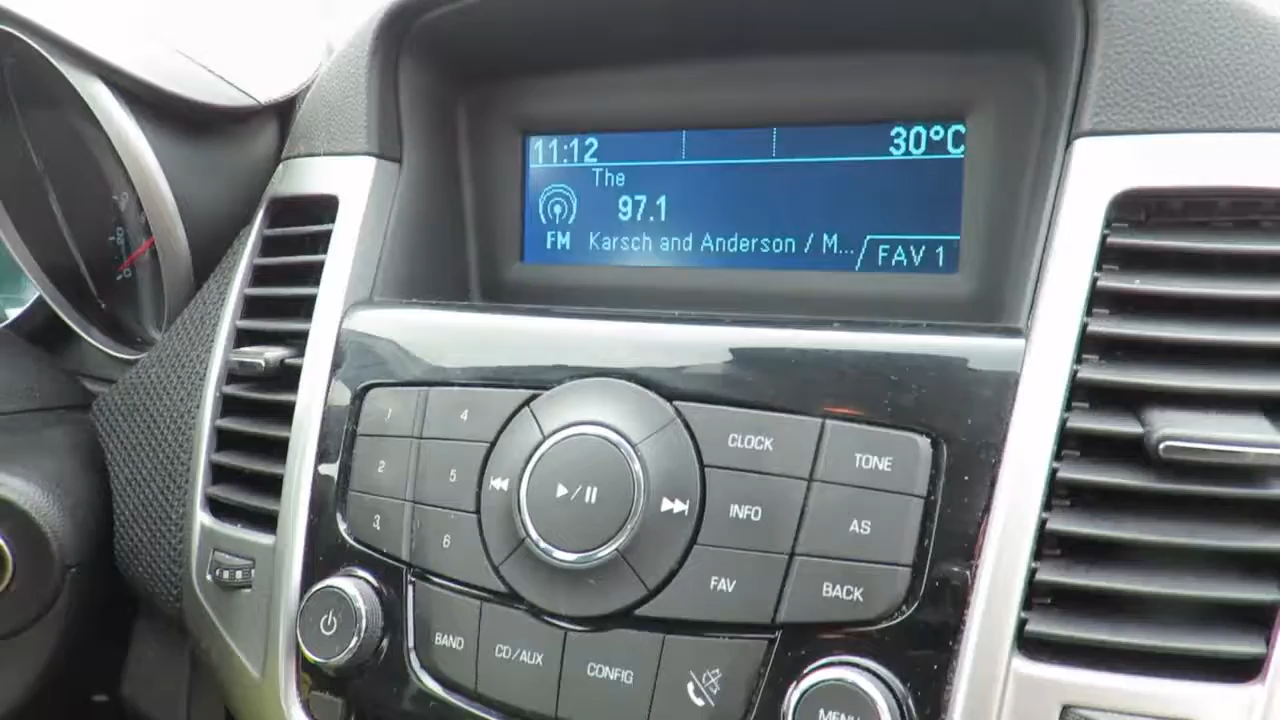 11:12
30°C
The
97.1
FM
Karsch and Anderson / M...
FAV 1
1
4
2
5
3
6
CLOCK
TONE
INFO
AS
FAV
BACK
BAND
CD/AUX
CONFIG
MENU